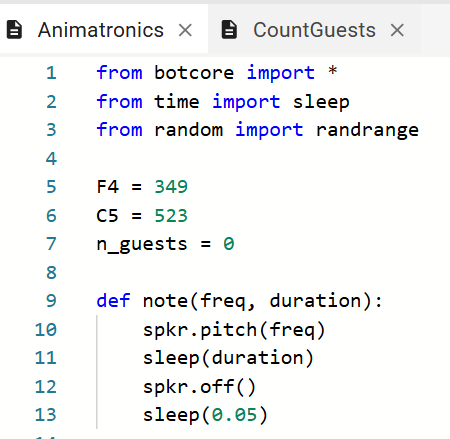 Animatronics × CountGuests ×
1 from botcore import *
2 from time import sleep
3 from random import randrange
4
5 F4 = 349
6 C5 = 523
7 n_guests = 0
8
9 def note(freq, duration):
10     spkr.pitch(freq)
11     sleep(duration)
12     spkr.off()
13     sleep(0.05)